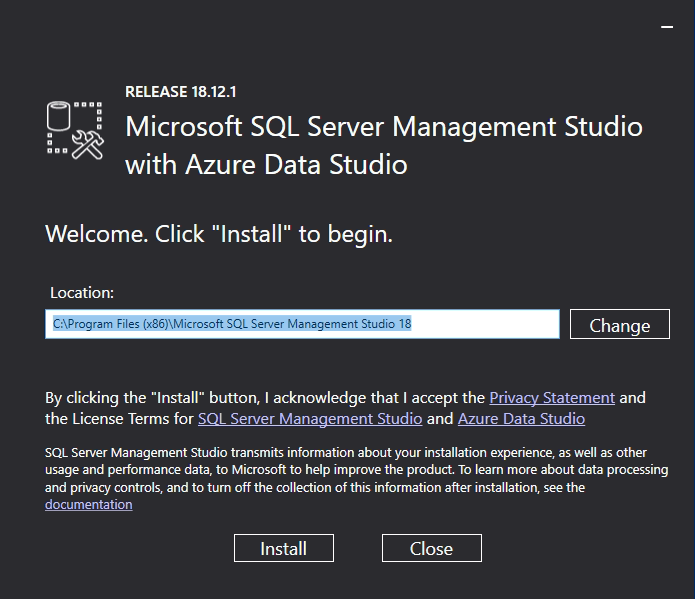 RELEASE 18.12.1
Microsoft SQL Server Management Studio
with Azure Data Studio
Welcome. Click "Install" to begin.
Location:
C:\Program Files (x86)\Microsoft SQL Server Management Studio 18
Change
By clicking the "Install" button, I acknowledge that I accept the Privacy Statement and
the License Terms for SQL Server Management Studio and Azure Data Studio
SQL Server Management Studio transmits information about your installation experience, as well as other
usage and performance data, to Microsoft to help improve the product. To learn more about data processing
and privacy controls, and to turn off the collection of this information after installation, see the
documentation
Install
Close